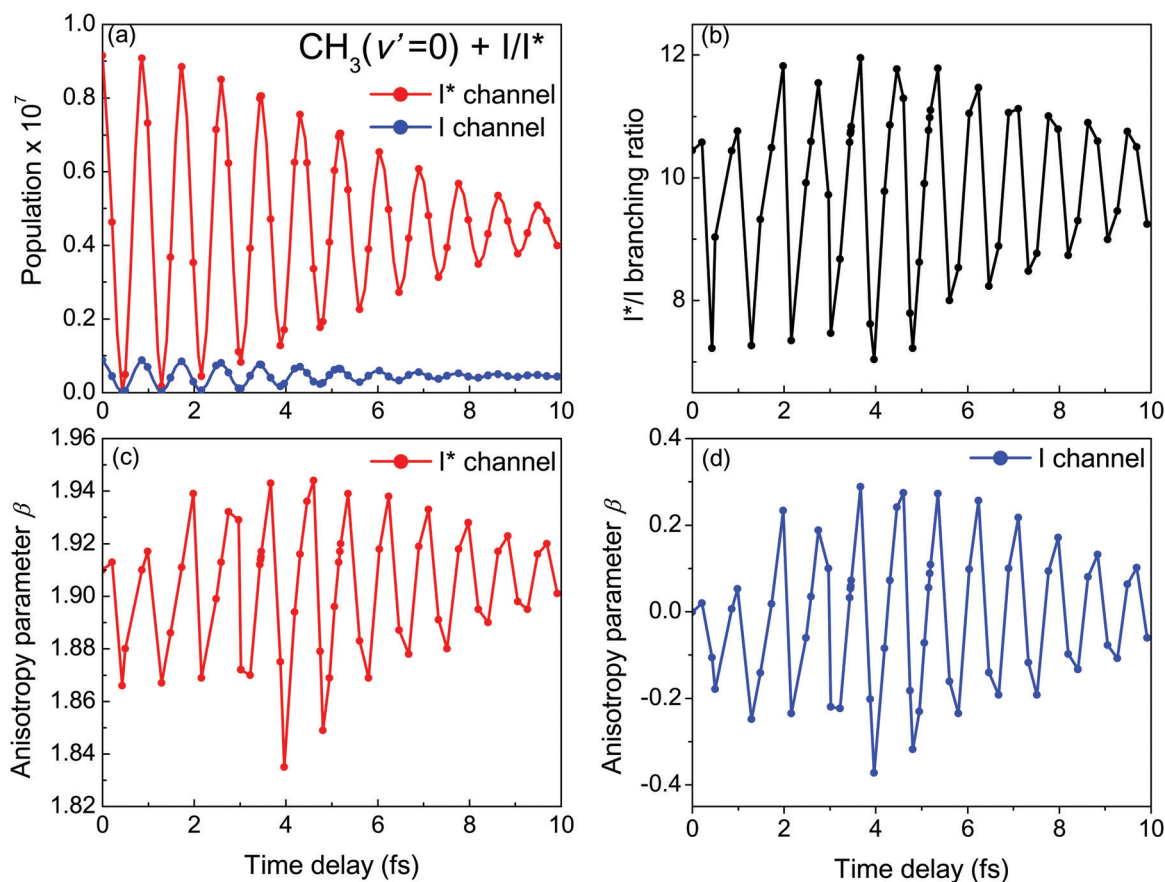 (a)
CH₃(v'=0) + I/I*
I* channel
I channel
Population x 10⁷
1.0
0.8
0.6
0.4
0.2
0.0
0 2 4 6 8 10
(b)
I*/I branching ratio
12
10
8
0 2 4 6 8 10
(c)
I* channel
Anisotropy parameter β
1.96
1.94
1.92
1.90
1.88
1.86
1.84
1.82
0 2 4 6 8 10
Time delay (fs)
(d)
I channel
Anisotropy parameter β
0.4
0.2
0.0
-0.2
-0.4
0 2 4 6 8 10
Time delay (fs)